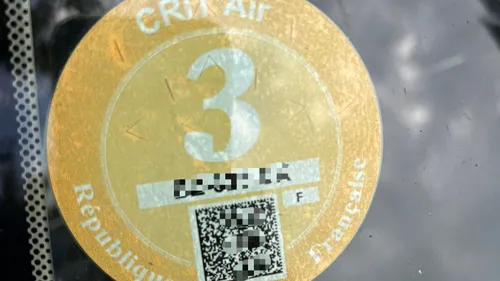 CRIT'Air
3
F
République
Française